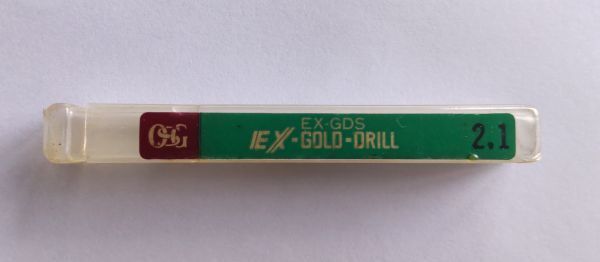 OSG
EX-GDS
EX-GOLD-DRILL
2.1